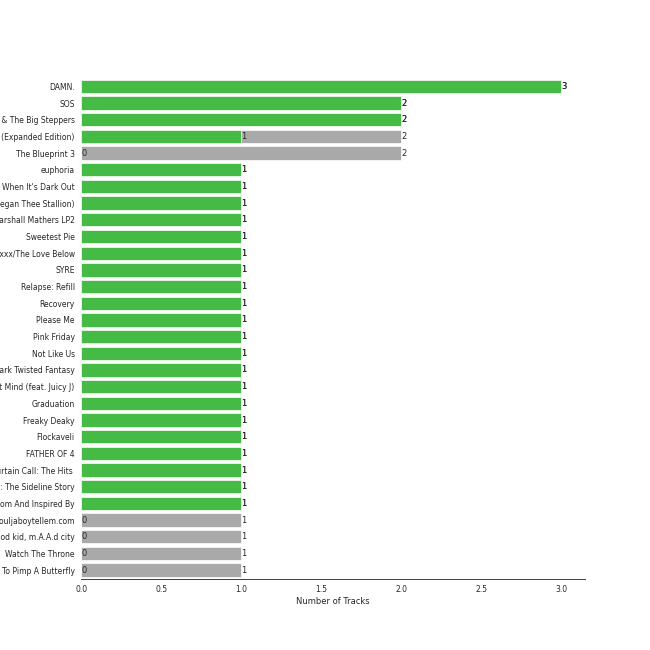 DAMN. 3
SOS 2
& The Big Steppers 2
(Expanded Edition) 1 2
The Blueprint 3 0 2
euphoria 1
When It's Dark Out 1
egan Thee Stallion) 1
arshall Mathers LP2 1
Sweetest Pie 1
xxx/The Love Below 1
SYRE 1
Relapse: Refill 1
Recovery 1
Please Me 1
Pink Friday 1
Not Like Us 1
ark Twisted Fantasy 1
t Mind (feat. Juicy J) 1
Graduation 1
Freaky Deaky 1
Flockaveli 1
FATHER OF 4 1
rtain Call: The Hits 1
: The Sideline Story 1
om And Inspired By 1
ouljaboytellem.com 0 1
od kid, m.A.A.d city 0 1
Watch The Throne 0 1
To Pimp A Butterfly 0 1
0.0 0.5 1.0 1.5 2.0 2.5 3.0
Number of Tracks